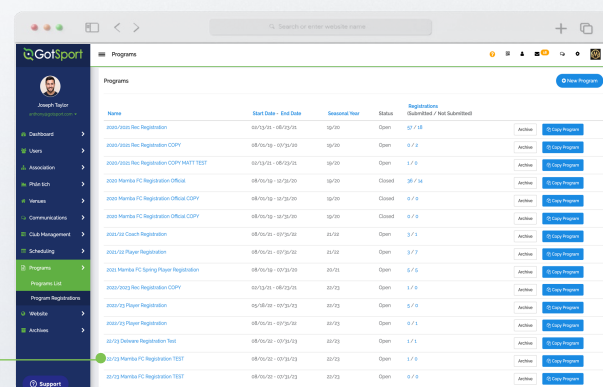 Search or enter website name
GotSport
Programs
Programs
New Program
Joseph Taylor
anthony@gotsport.com
Dashboard
Users
Association
Phân tích
Venues
Communications
Club Management
Scheduling
Programs
Programs List
Program Registrations
Website
Archives
Support
Registrations
Name Start Date - End Date Seasonal Year Status (Submitted / Not Submitted)
2020/2021 Rec Registration 02/13/21 - 08/23/21 19/20 Open 57 / 18 Archive Copy Program
2020/2021 Rec Registration COPY 08/01/19 - 07/31/20 19/20 Open 0 / 2 Archive Copy Program
2020/2021 Rec Registration COPY MATT TEST 02/13/21 - 08/23/21 19/20 Open 1 / 0 Archive Copy Program
2020 Mamba FC Registration Official 08/01/19 - 12/31/20 19/20 Closed 36 / 14 Archive Copy Program
2020 Mamba FC Registration Official COPY 08/01/19 - 12/31/20 19/20 Closed 0 / 0 Archive Copy Program
2020 Mamba FC Registration Official COPY 08/01/19 - 12/31/20 19/20 Closed 0 / 0 Archive Copy Program
2021/22 Coach Registration 08/01/21 - 07/31/22 21/22 Open 3 / 1 Archive Copy Program
2021/22 Player Registration 08/01/21 - 07/31/22 21/22 Open 3 / 7 Archive Copy Program
2021 Mamba FC Spring Player Registration 08/01/19 - 07/31/20 20/21 Open 5 / 5 Archive Copy Program
2022/2023 Rec Registration COPY 02/13/21 - 08/23/21 22/23 Open 1 / 0 Archive Copy Program
2022/23 Player Registration 05/16/22 - 07/31/23 22/23 Open 5 / 0 Archive Copy Program
2022/23 Player Registration 08/01/21 - 07/31/22 22/23 Open 0 / 1 Archive Copy Program
22/23 Delaware Registration Test 08/01/22 - 07/31/23 22/23 Open 1 / 1 Archive Copy Program
22/23 Mamba FC Registration TEST 08/01/22 - 07/31/23 22/23 Open 1 / 0 Archive Copy Program
22/23 Mamba FC Registration TEST 08/01/22 - 07/31/23 22/23 Open 0 / 0 Archive Copy Program